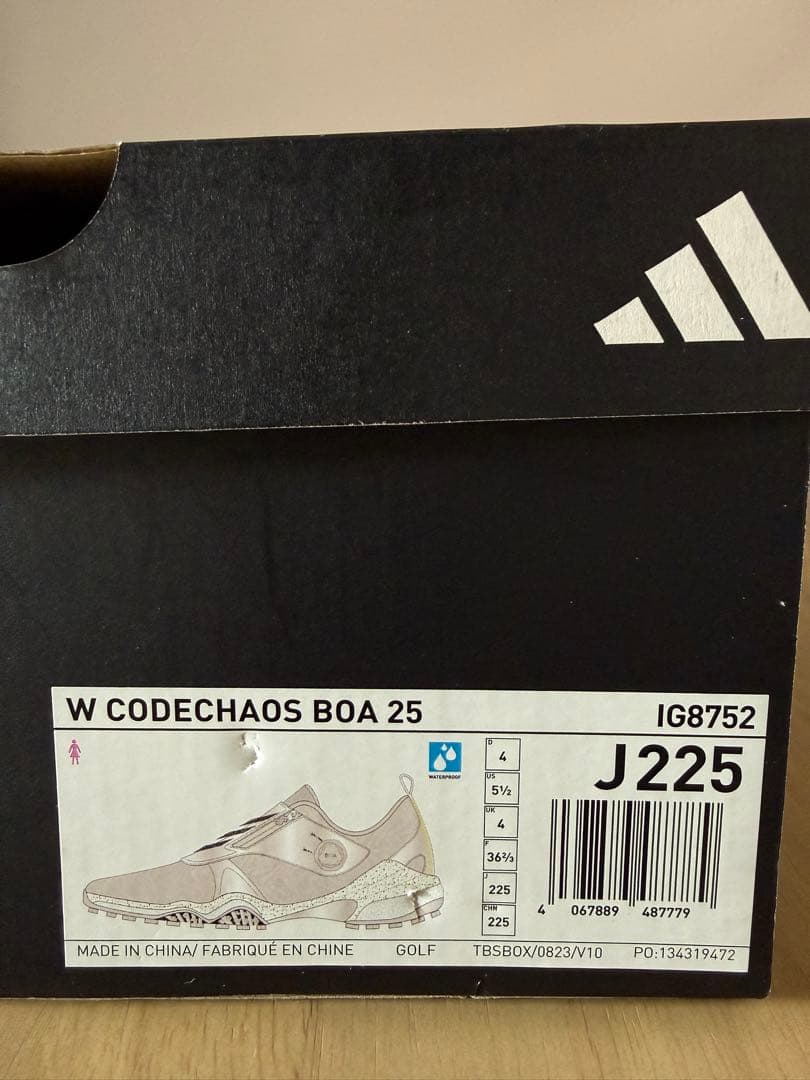 W CODECHAOS BOA 25
IG8752
WATERPROOF
D
4
US
5½
UK
4
F
36⅔
J
225
CHN
225
J225
BOA
4 067889 487779
MADE IN CHINA/ FABRIQUÉ EN CHINE
GOLF
TBSBOX/0823/V10
PO:134319472